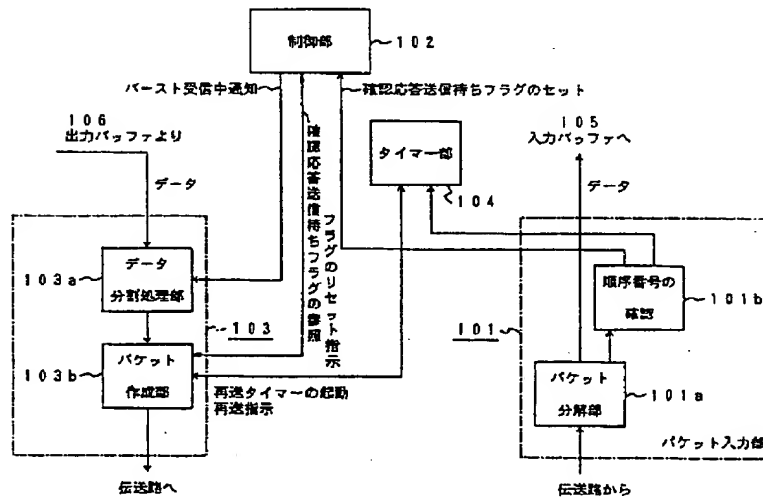 制御部
102
バースト受信中通知
確認応答送信待ちフラグのセット
106
出力バッファより
データ
確認応答送信待ちフラグの参照
フラグのリセット指示
タイマー部
104
105
入力バッファへ
データ
103a
データ
分割処理部
103
103b
パケット
作成部
再送タイマーの起動
再送指示
伝送路へ
順序番号の
確認
101b
101
パケット
分解部
101a
パケット入力部
伝送路から